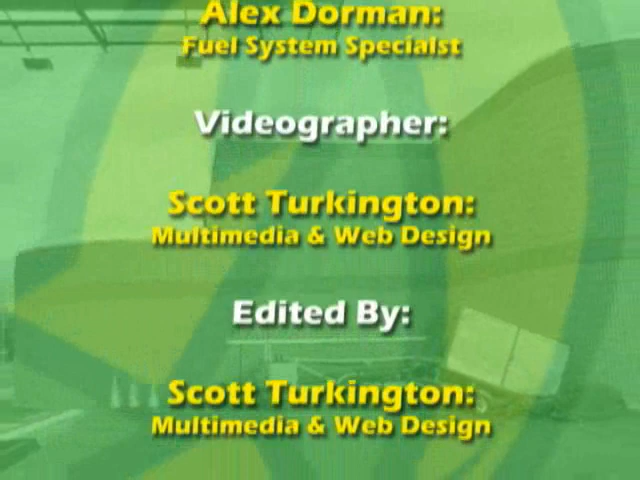 Alex Dorman:
Fuel System Specialst
Videographer:
Scott Turkington:
Multimedia & Web Design
Edited By:
Scott Turkington:
Multimedia & Web Design